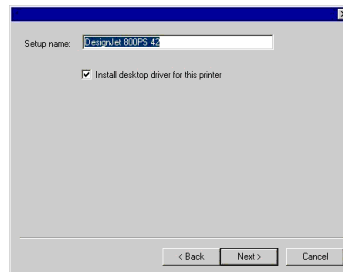 Setup name: DesignJet 800PS 42
Install desktop driver for this printer
< Back Next > Cancel